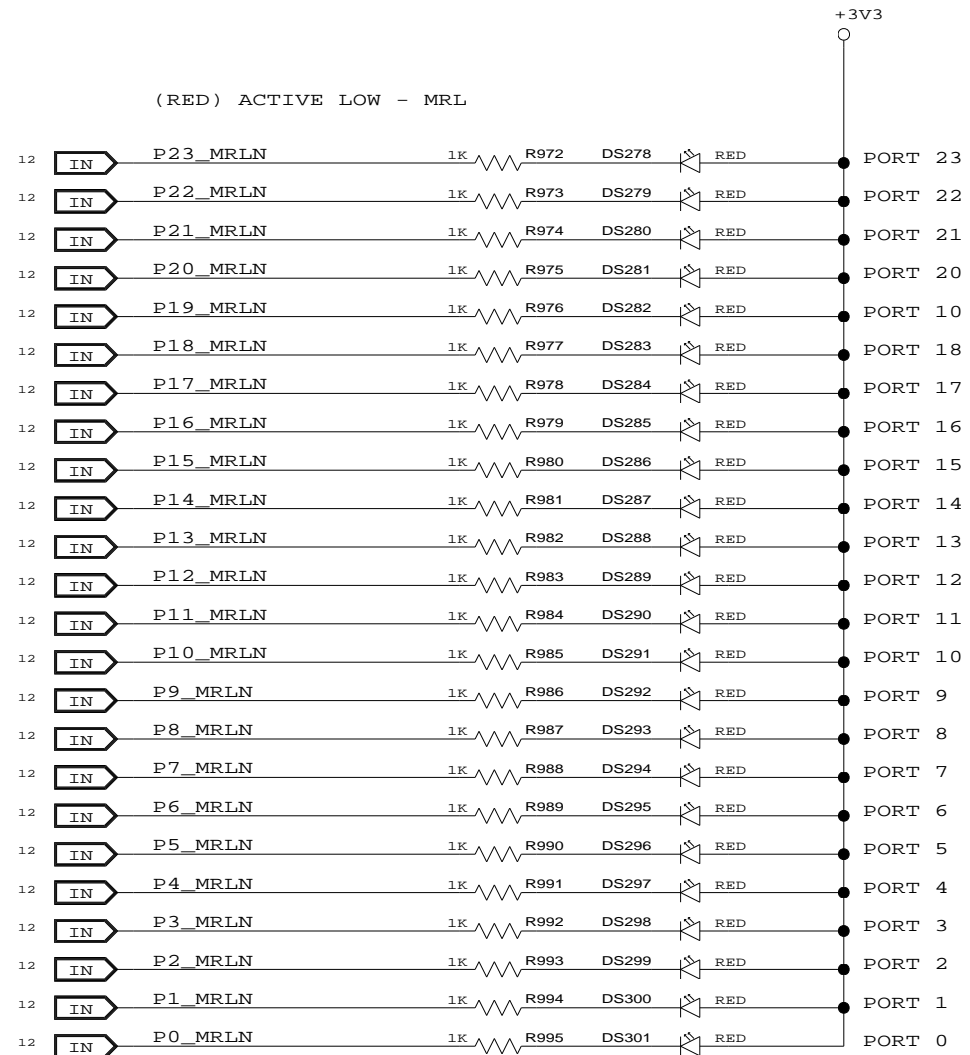 +3V3
(RED) ACTIVE LOW - MRL
12 IN P23_MRLN 1K R972 DS278 RED PORT 23
12 IN P22_MRLN 1K R973 DS279 RED PORT 22
12 IN P21_MRLN 1K R974 DS280 RED PORT 21
12 IN P20_MRLN 1K R975 DS281 RED PORT 20
12 IN P19_MRLN 1K R976 DS282 RED PORT 10
12 IN P18_MRLN 1K R977 DS283 RED PORT 18
12 IN P17_MRLN 1K R978 DS284 RED PORT 17
12 IN P16_MRLN 1K R979 DS285 RED PORT 16
12 IN P15_MRLN 1K R980 DS286 RED PORT 15
12 IN P14_MRLN 1K R981 DS287 RED PORT 14
12 IN P13_MRLN 1K R982 DS288 RED PORT 13
12 IN P12_MRLN 1K R983 DS289 RED PORT 12
12 IN P11_MRLN 1K R984 DS290 RED PORT 11
12 IN P10_MRLN 1K R985 DS291 RED PORT 10
12 IN P9_MRLN 1K R986 DS292 RED PORT 9
12 IN P8_MRLN 1K R987 DS293 RED PORT 8
12 IN P7_MRLN 1K R988 DS294 RED PORT 7
12 IN P6_MRLN 1K R989 DS295 RED PORT 6
12 IN P5_MRLN 1K R990 DS296 RED PORT 5
12 IN P4_MRLN 1K R991 DS297 RED PORT 4
12 IN P3_MRLN 1K R992 DS298 RED PORT 3
12 IN P2_MRLN 1K R993 DS299 RED PORT 2
12 IN P1_MRLN 1K R994 DS300 RED PORT 1
12 IN P0_MRLN 1K R995 DS301 RED PORT 0